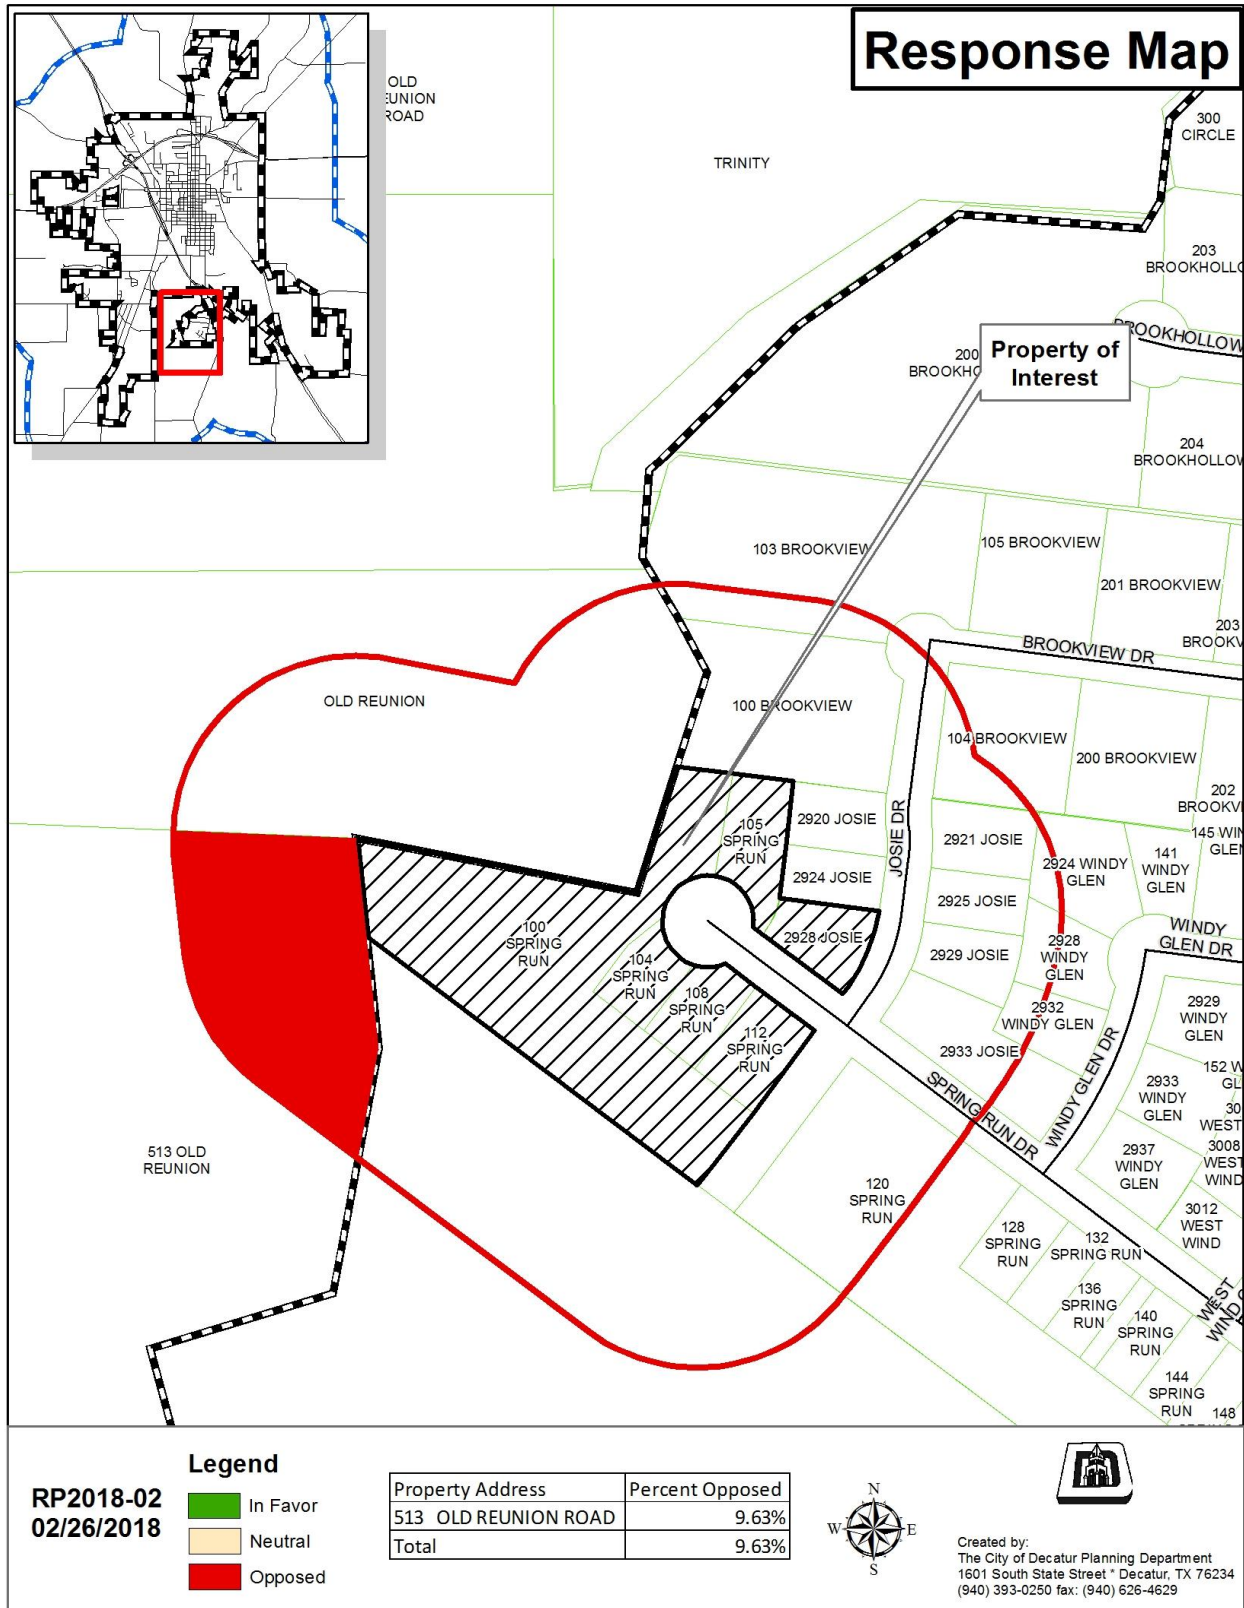 Response Map
OLD
EUNION
ROAD
TRINITY
300
CIRCLE
203
BROOKHOLLO
BROOKHOLLOW
Property of
Interest
200
BROOKHO
204
BROOKHOLLOW
103 BROOKVIEW
105 BROOKVIEW
201 BROOKVIEW
203
BROOKV
BROOKVIEW DR
OLD REUNION
100 BROOKVIEW
104 BROOKVIEW
200 BROOKVIEW
202
BROOKVI
145 WIN
GLEN
105
SPRING
RUN
2920 JOSIE
JOSIE DR
2921 JOSIE
2924 WINDY
GLEN
141
WINDY
GLEN
2924 JOSIE
2925 JOSIE
100
SPRING
RUN
2928 JOSIE
2929 JOSIE
2928
WINDY
GLEN
WINDY
GLEN DR
104
SPRING
RUN
108
SPRING
RUN
112
SPRING
RUN
2932
WINDY GLEN
2933 JOSIE
2929
WINDY
GLEN
WINDY GLEN DR
SPRING RUN DR
2933
WINDY
GLEN
152 W
GL
30
WEST
3008
WEST
WIND
2937
WINDY
GLEN
513 OLD
REUNION
120
SPRING
RUN
3012
WEST
WIND
128
SPRING
RUN
132
SPRING RUN
136
SPRING
RUN
140
SPRING
RUN
WEST
WIND
144
SPRING
RUN
148
RP2018-02
02/26/2018
Legend
In Favor
Neutral
Opposed
Property Address Percent Opposed
513 OLD REUNION ROAD 9.63%
Total 9.63%
N
W E
S
D
Created by:
The City of Decatur Planning Department
1601 South State Street * Decatur, TX 76234
(940) 393-0250 fax: (940) 626-4629